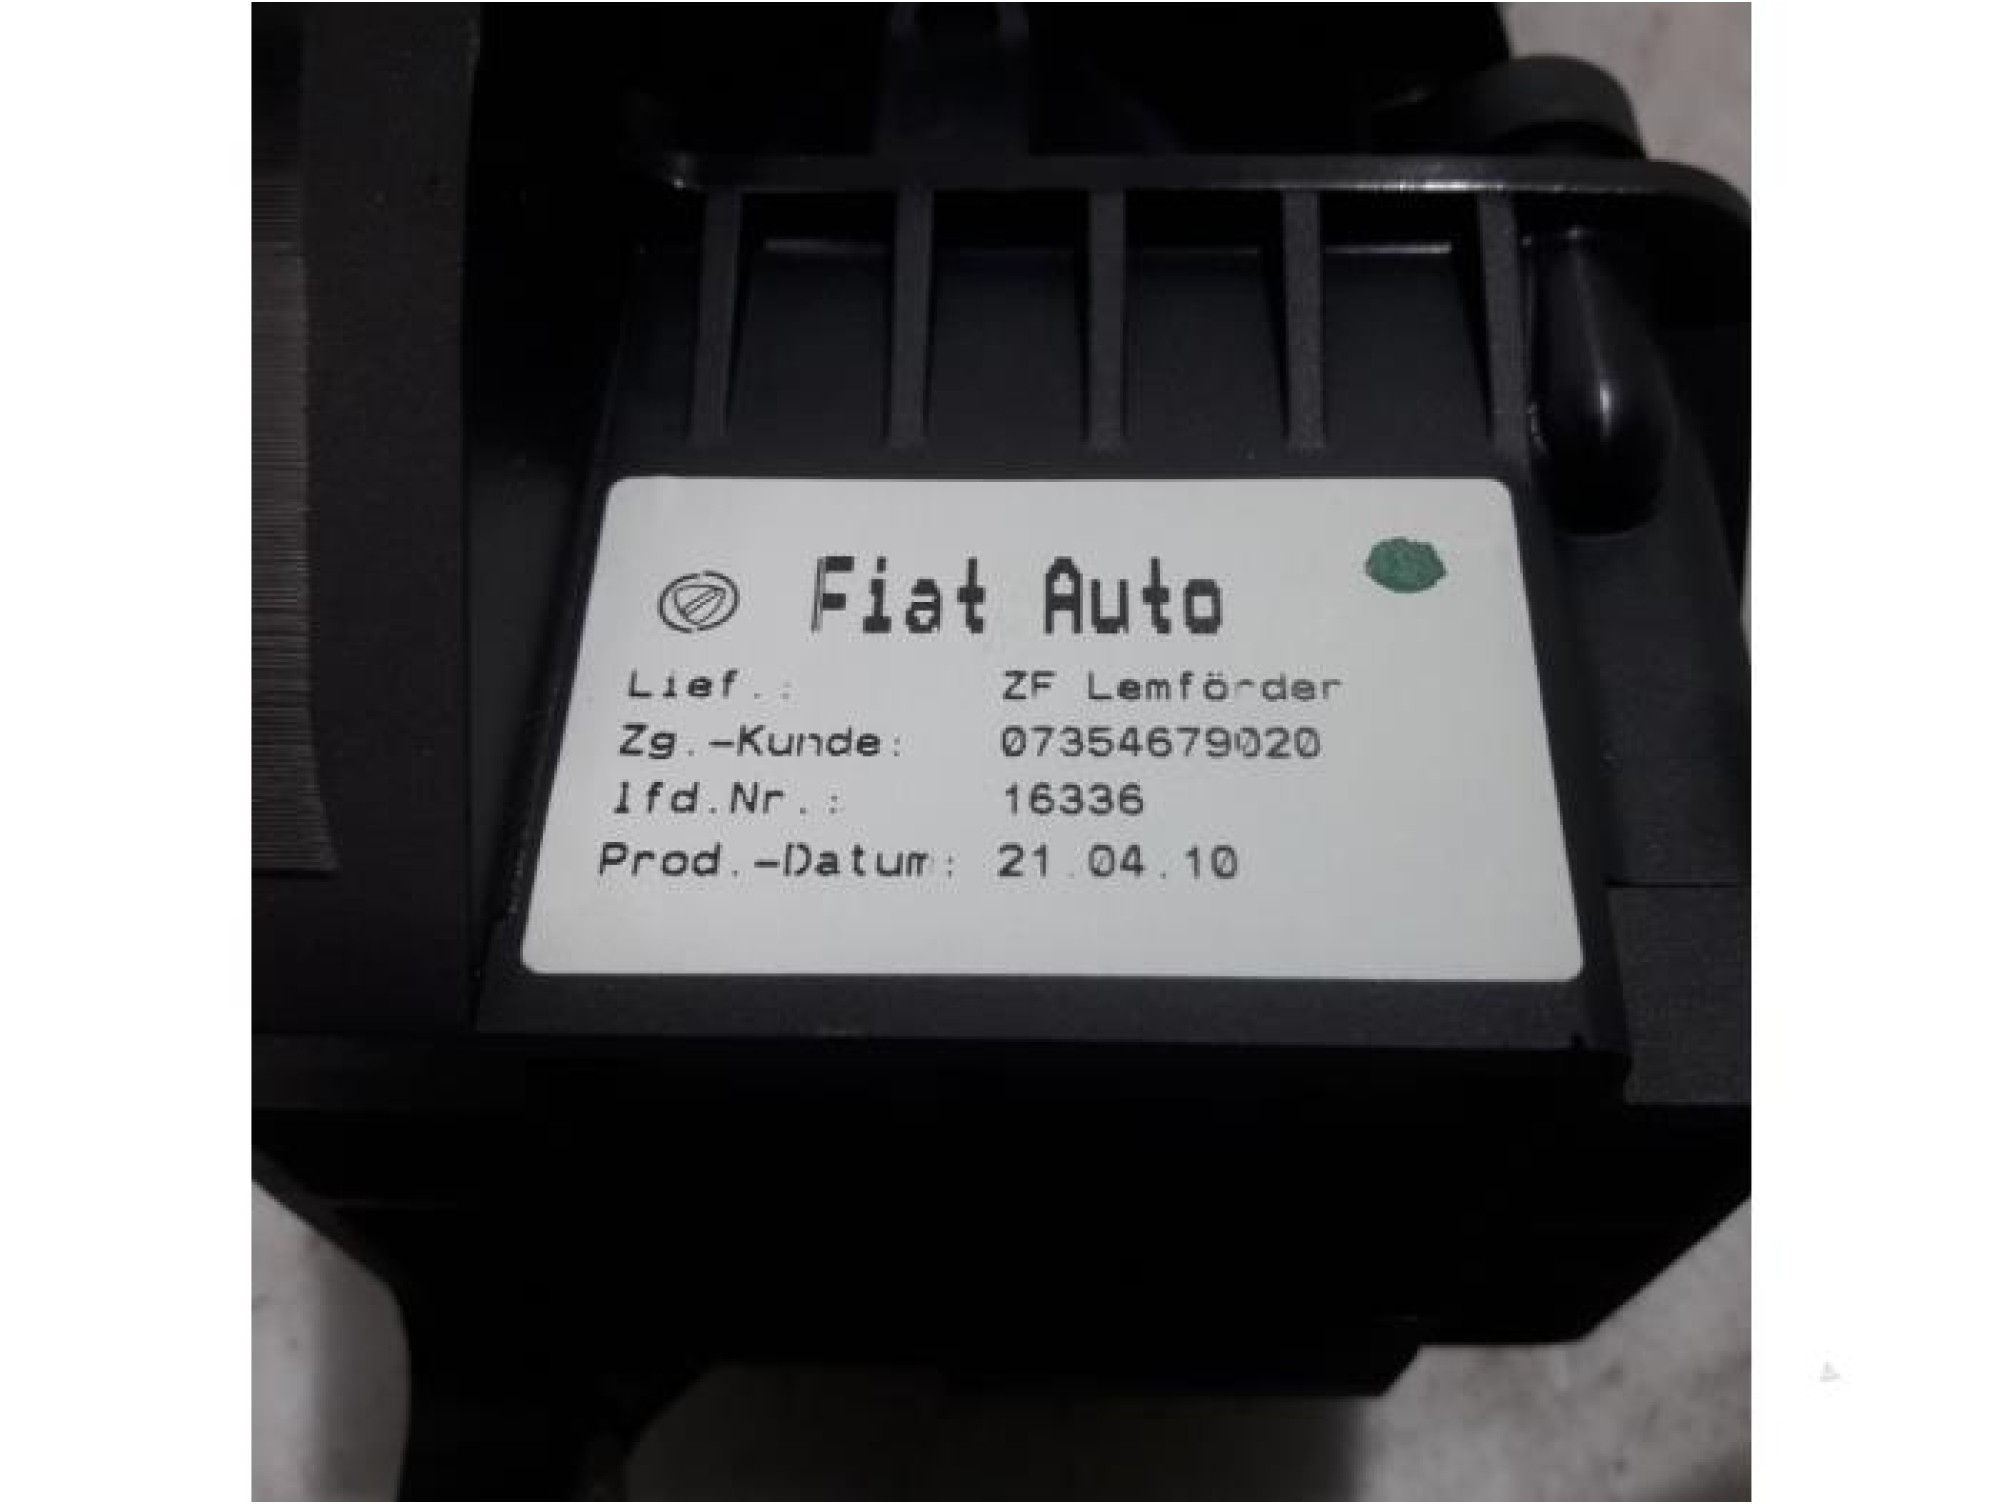 Fiat Auto
Lief.: ZF Lemförder
Zg.-Kunde: 07354679020
lfd.Nr.: 16336
Prod.-Datum: 21.04.10